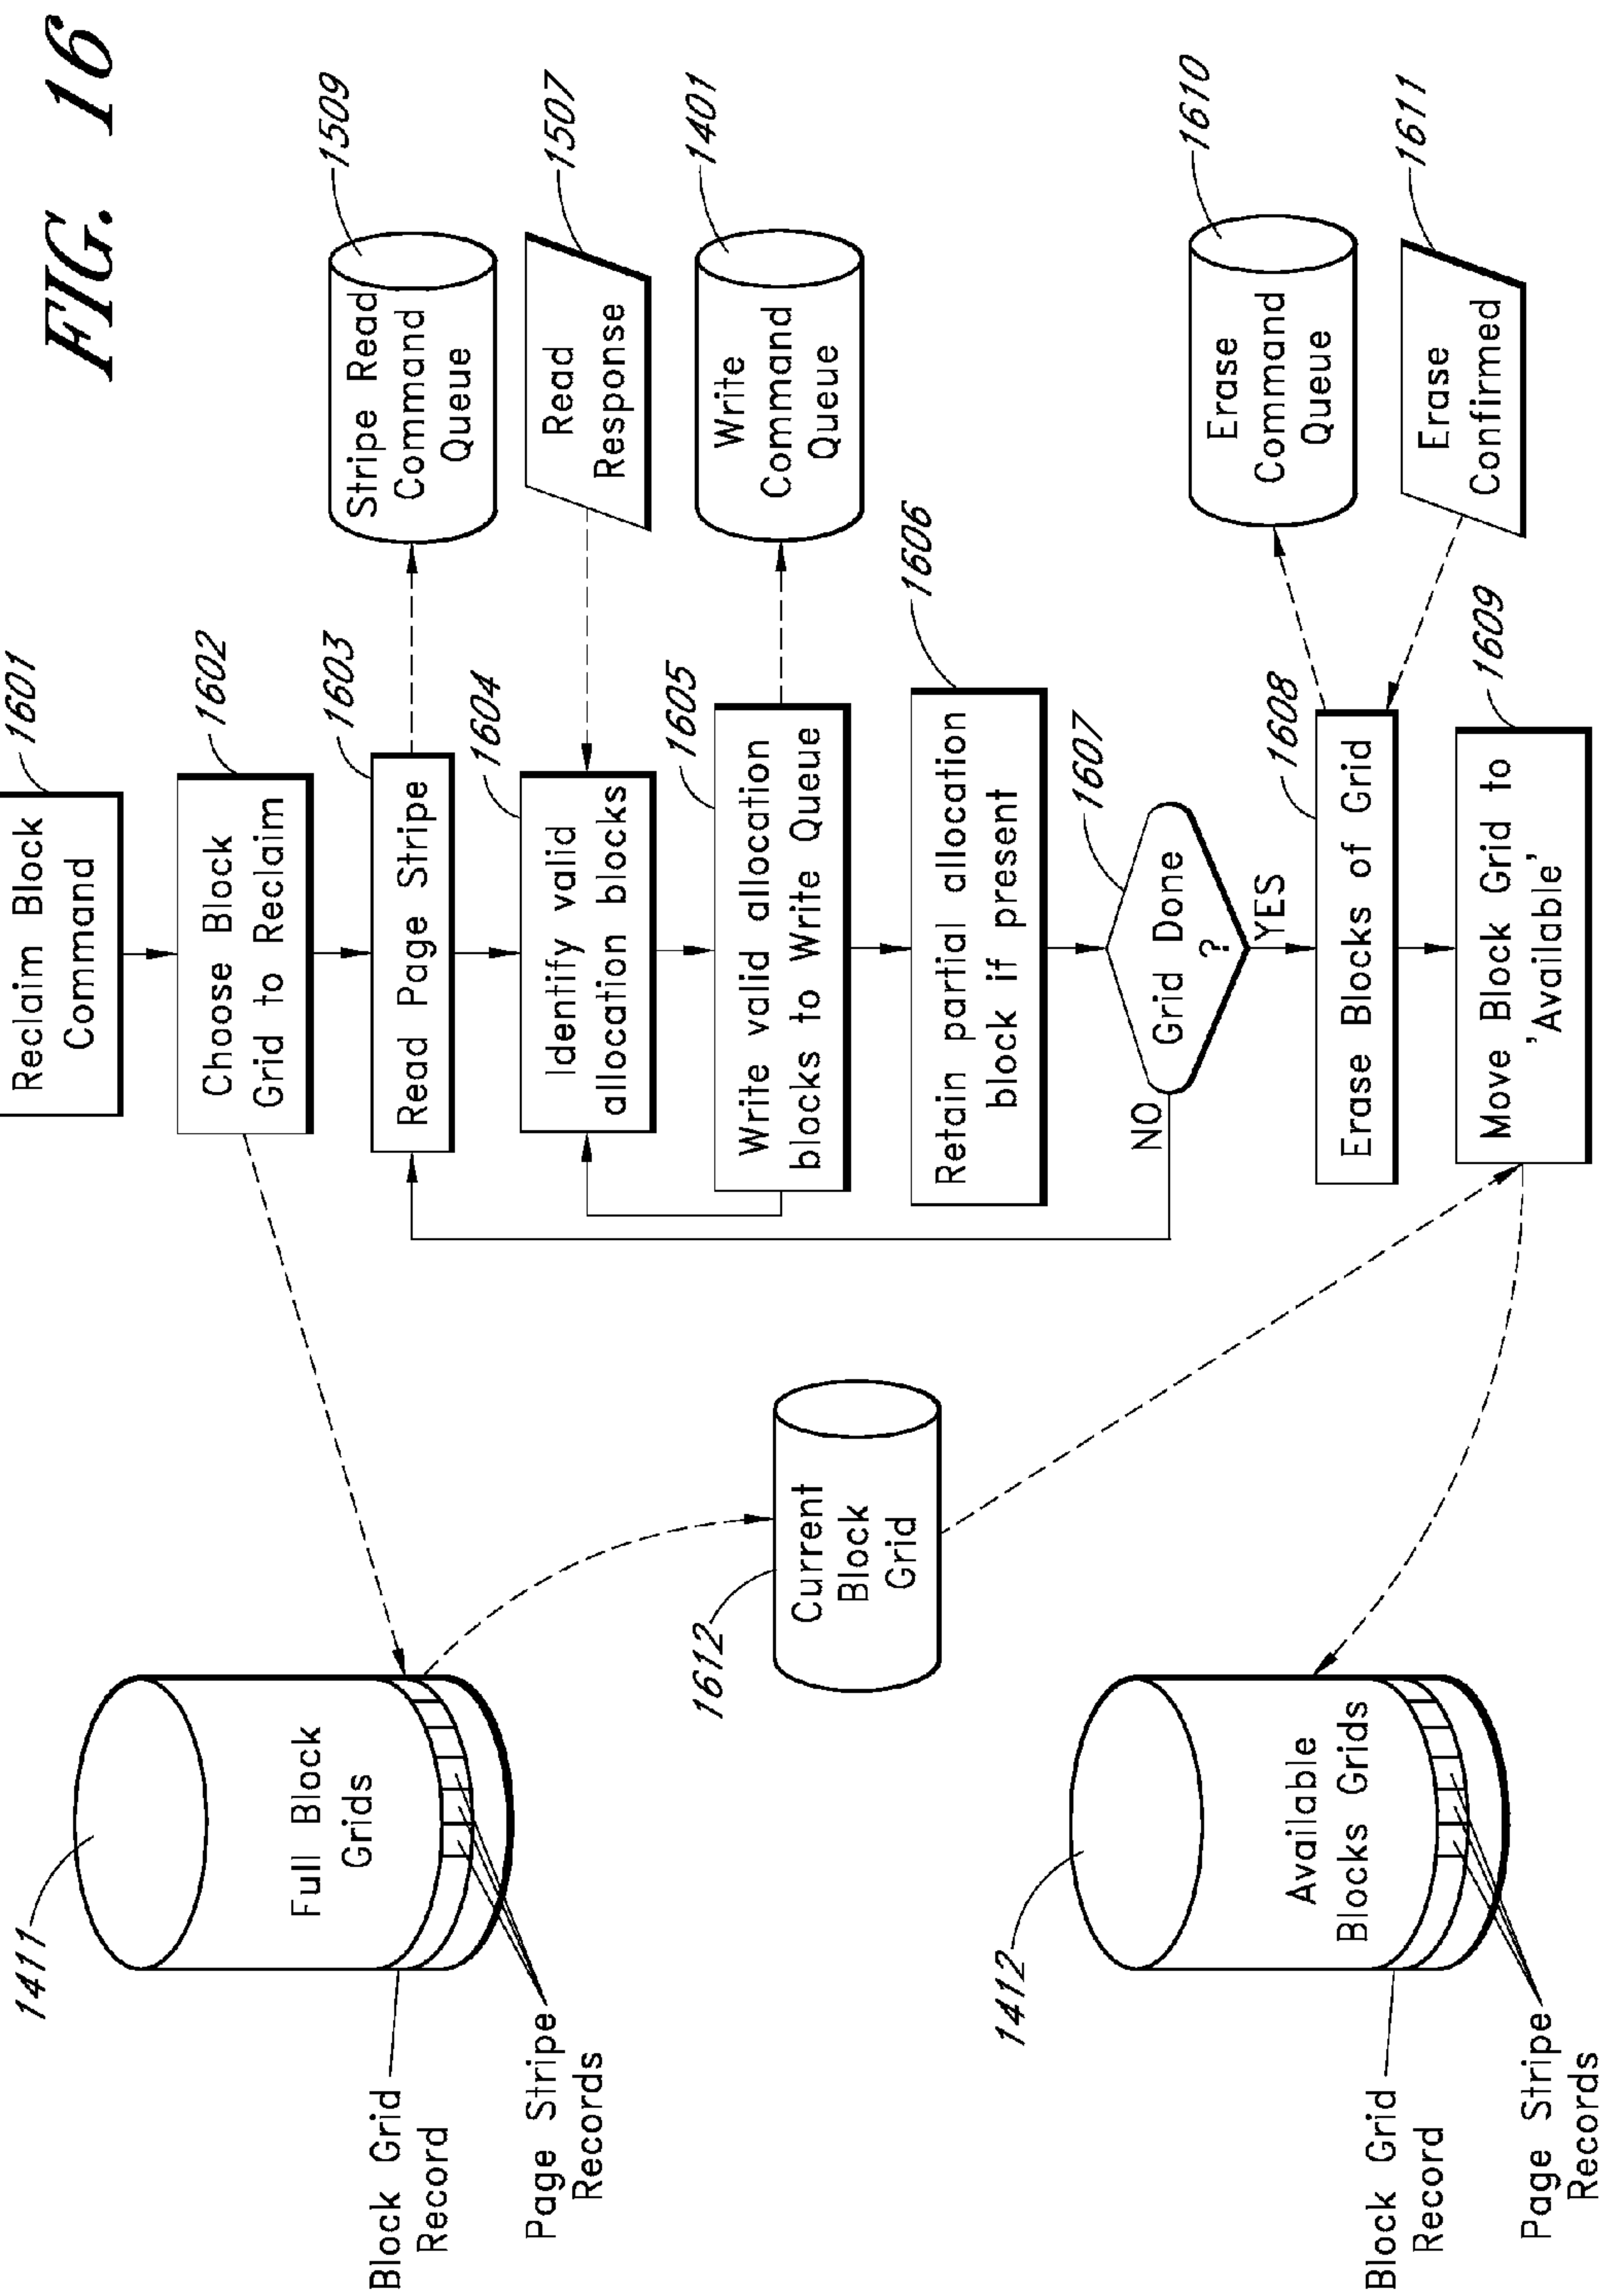 FIG. 16
1601
Reclaim Block
Command
1602
Choose Block
Grid to Reclaim
1603
Read Page Stripe
1509
Stripe Read
Command
Queue
1604
Identify valid
allocation blocks
1507
Read
Response
1605
Write valid allocation
blocks to Write Queue
1401
Write
Command
Queue
1606
Retain partial allocation
block if present
1607
Grid Done
?
NO
YES
1608
Erase Blocks of Grid
1610
Erase
Command
Queue
1611
Erase
Confirmed
1609
Move Block Grid to
'Available'
1411
Full Block
Grids
Block Grid
Record
Page Stripe
Records
1612
Current
Block
Grid
1412
Available
Blocks Grids
Block Grid
Record
Page Stripe
Records